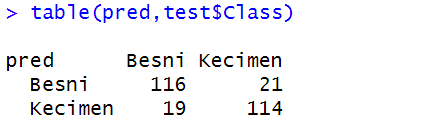 > table(pred,test$Class)
pred Besni Kecimen
Besni 116 21
Kecimen 19 114